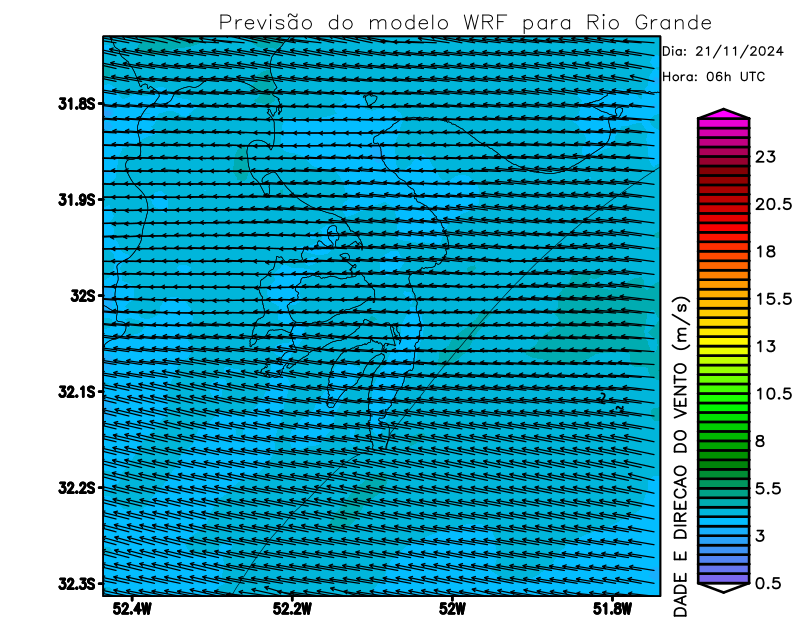 Previsão do modelo WRF para Rio Grande
Dia: 21/11/2024
Hora: 06h UTC
31.8S
31.9S
32S
32.1S
32.2S
32.3S
52.4W
52.2W
52W
51.8W
DADE E DIRECAO DO VENTO (m/s)
23
20.5
18
15.5
13
10.5
8
5.5
3
0.5